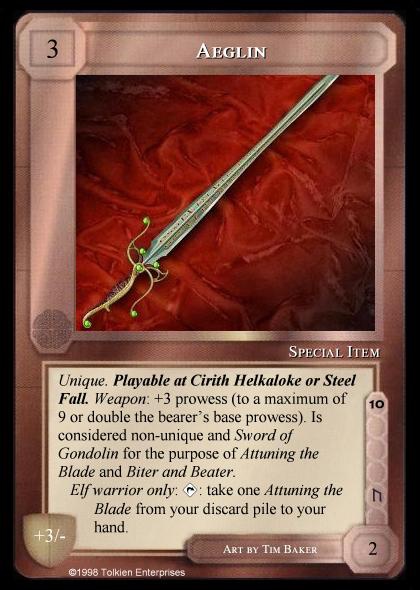 3
Aeglin
Special Item
Unique. Playable at Cirith Helkaloke or Steel
Fall. Weapon: +3 prowess (to a maximum of
9 or double the bearer's base prowess). Is
considered non-unique and Sword of
Gondolin for the purpose of Attuning the
Blade and Biter and Beater.
Elf warrior only: : take one Attuning the
Blade from your discard pile to your
hand.
10
+3/-
Art by Tim Baker
2
©1998 Tolkien Enterprises